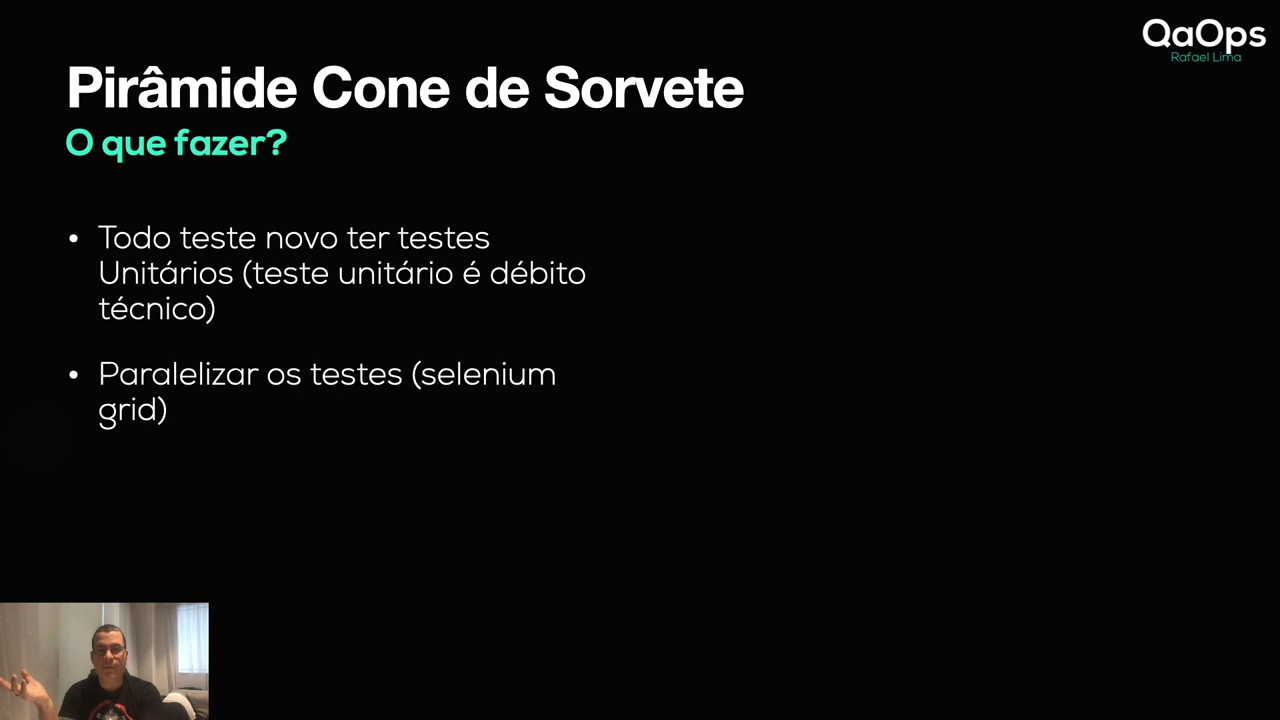 QaOps
Rafael Lima
Pirâmide Cone de Sorvete
O que fazer?
• Todo teste novo ter testes
Unitários (teste unitário é débito
técnico)
• Paralelizar os testes (selenium
grid)